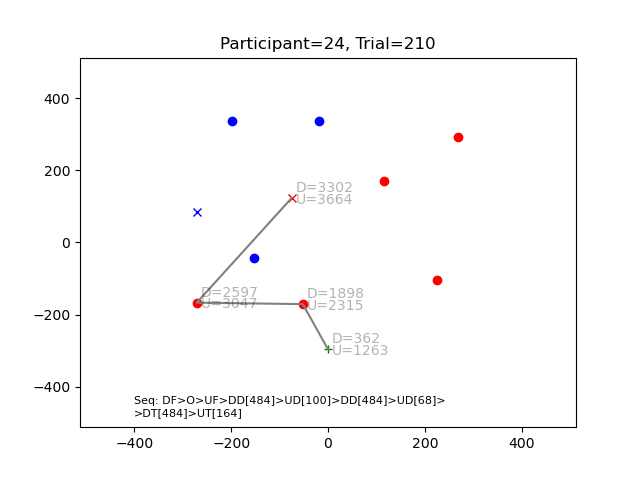 Participant=24, Trial=210
400
200
0
−200
−400
D=3302
U=3664
D=2597
U=3047
D=1898
U=2315
D=362
U=1263
Seq: DF>O>UF>DD[484]>UD[100]>DD[484]>UD[68]>
>DT[484]>UT[164]
−400 −200 0 200 400